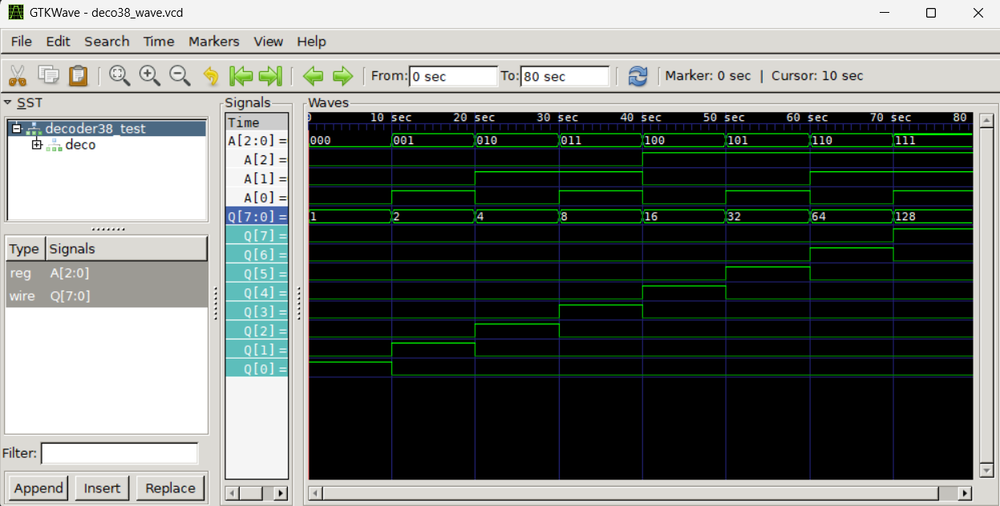 GTKWave - deco38_wave.vcd
File Edit Search Time Markers View Help
From: 0 sec To: 80 sec Marker: 0 sec | Cursor: 10 sec
SST
decoder38_test
deco
Type Signals
reg A[2:0]
wire Q[7:0]
Filter:
Append Insert Replace
Signals
Time
A[2:0] =
A[2] =
A[1] =
A[0] =
Q[7:0] =
Q[7] =
Q[6] =
Q[5] =
Q[4] =
Q[3] =
Q[2] =
Q[1] =
Q[0] =
Waves
0 10 sec 20 sec 30 sec 40 sec 50 sec 60 sec 70 sec 80
000 001 010 011 100 101 110 111
1 2 4 8 16 32 64 128